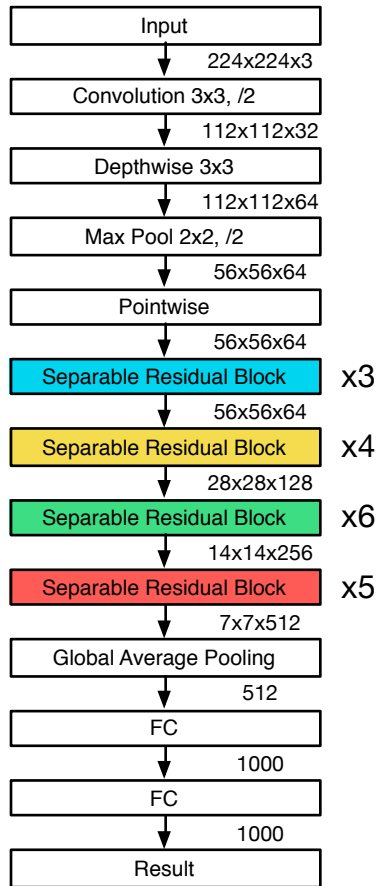 Input
224x224x3
Convolution 3x3, /2
112x112x32
Depthwise 3x3
112x112x64
Max Pool 2x2, /2
56x56x64
Pointwise
56x56x64
Separable Residual Block x3
56x56x64
Separable Residual Block x4
28x28x128
Separable Residual Block x6
14x14x256
Separable Residual Block x5
7x7x512
Global Average Pooling
512
FC
1000
FC
1000
Result